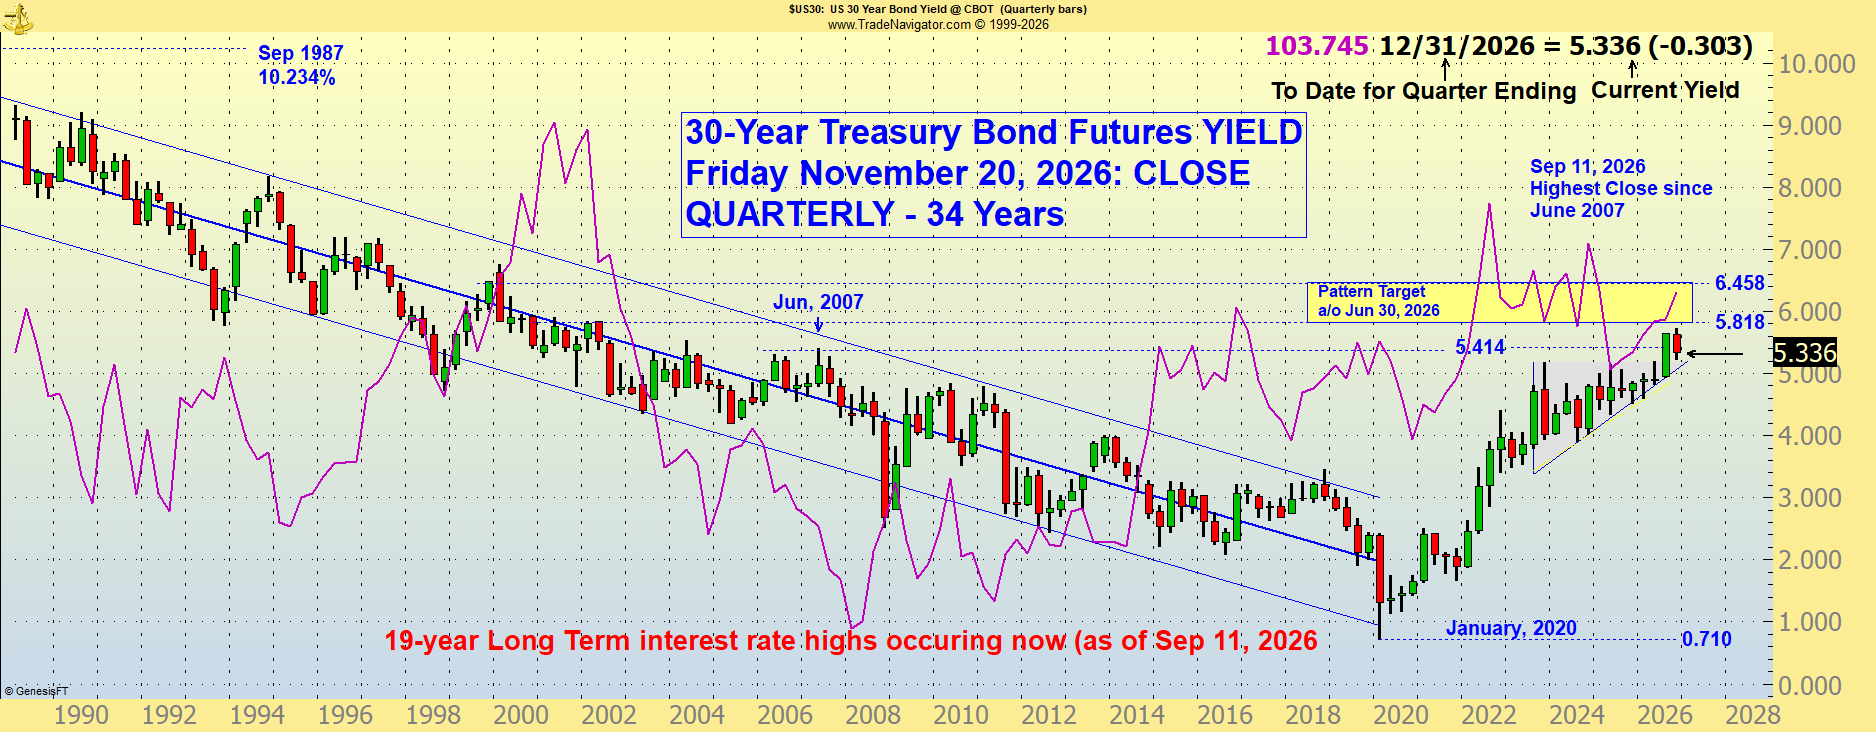 $US30: US 30 Year Bond Yield @ CBOT (Quarterly bars)
www.TradeNavigator.com © 1999-2026
Sep 1987
10.234%
103.745 12/31/2026 = 5.336 (-0.303)
To Date for Quarter Ending Current Yield
30-Year Treasury Bond Futures YIELD
Friday November 20, 2026: CLOSE
QUARTERLY - 34 Years
Sep 11, 2026
Highest Close since
June 2007
Jun, 2007
Pattern Target
a/o Jun 30, 2026
6.458
5.818
5.414
5.336
January, 2020
0.710
19-year Long Term interest rate highs occuring now (as of Sep 11, 2026
10.000
9.000
8.000
7.000
6.000
5.000
4.000
3.000
2.000
1.000
0.000
© GenesisFT
1990 1992 1994 1996 1998 2000 2002 2004 2006 2008 2010 2012 2014 2016 2018 2020 2022 2024 2026 2028